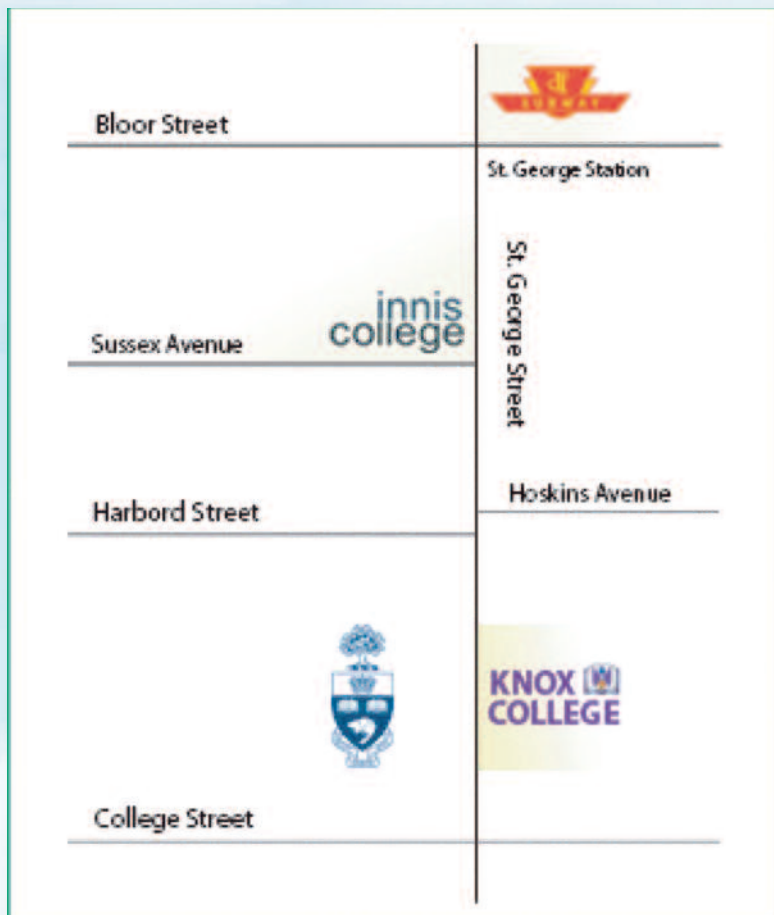 SUBWAY
Bloor Street
St. George Station
St. George Street
innis
college
Sussex Avenue
Hoskins Avenue
Harbord Street
KNOX
COLLEGE
College Street